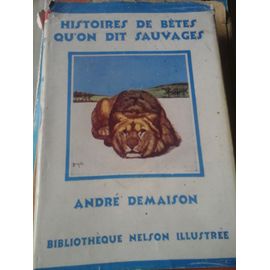 HISTOIRES DE BÊTES
QU'ON DIT SAUVAGES
ANDRÉ DEMAISON
BIBLIOTHÈQUE NELSON ILLUSTRÉE